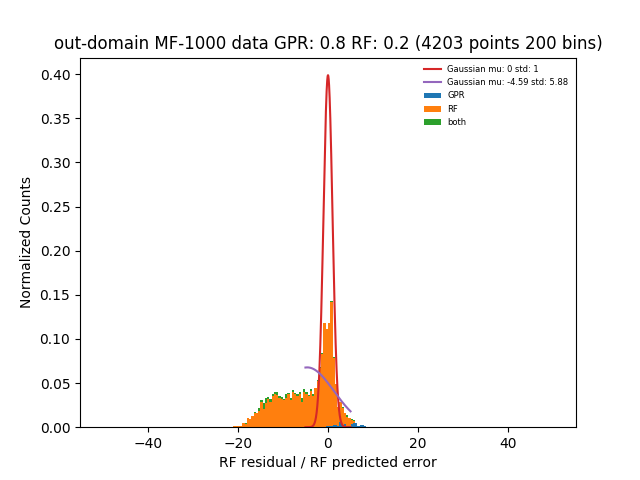 out-domain MF-1000 data GPR: 0.8 RF: 0.2 (4203 points 200 bins)
Gaussian mu: 0 std: 1
Gaussian mu: -4.59 std: 5.88
GPR
RF
both
0.40
0.35
0.30
0.25
0.20
0.15
0.10
0.05
0.00
Normalized Counts
−40 −20 0 20 40
RF residual / RF predicted error